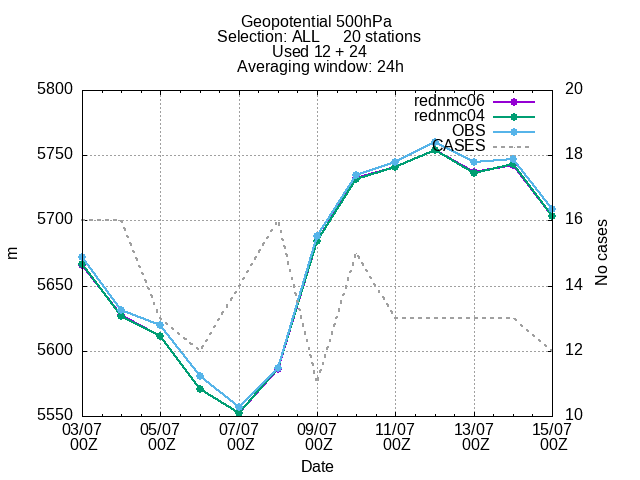 Geopotential 500hPa
Selection: ALL 20 stations
Used 12 + 24
Averaging window: 24h
5800
5750
5700
5650
5600
5550
m
20
18
16
14
12
10
No cases
rednmc06
rednmc04
OBS
CASES
03/07 05/07 07/07 09/07 11/07 13/07 15/07
00Z 00Z 00Z 00Z 00Z 00Z 00Z
Date